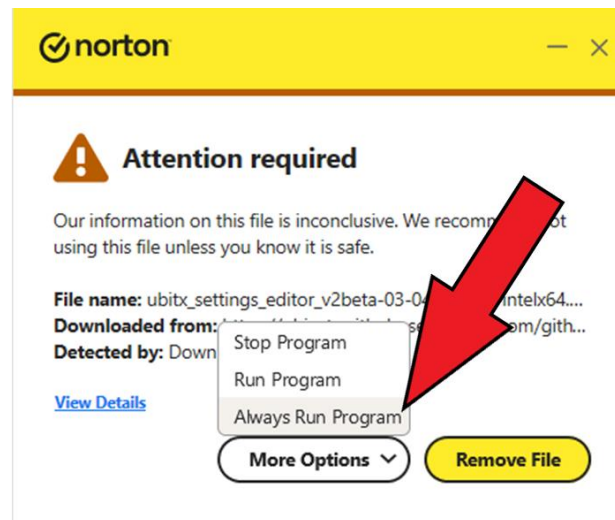 norton
Attention required
Our information on this file is inconclusive. We recomm
using this file unless you know it is safe.
File name: ubitx_settings_editor_v2beta-03-0
Downloaded from:
Detected by: Down
Stop Program
Run Program
Always Run Program
View Details
More Options
Remove File